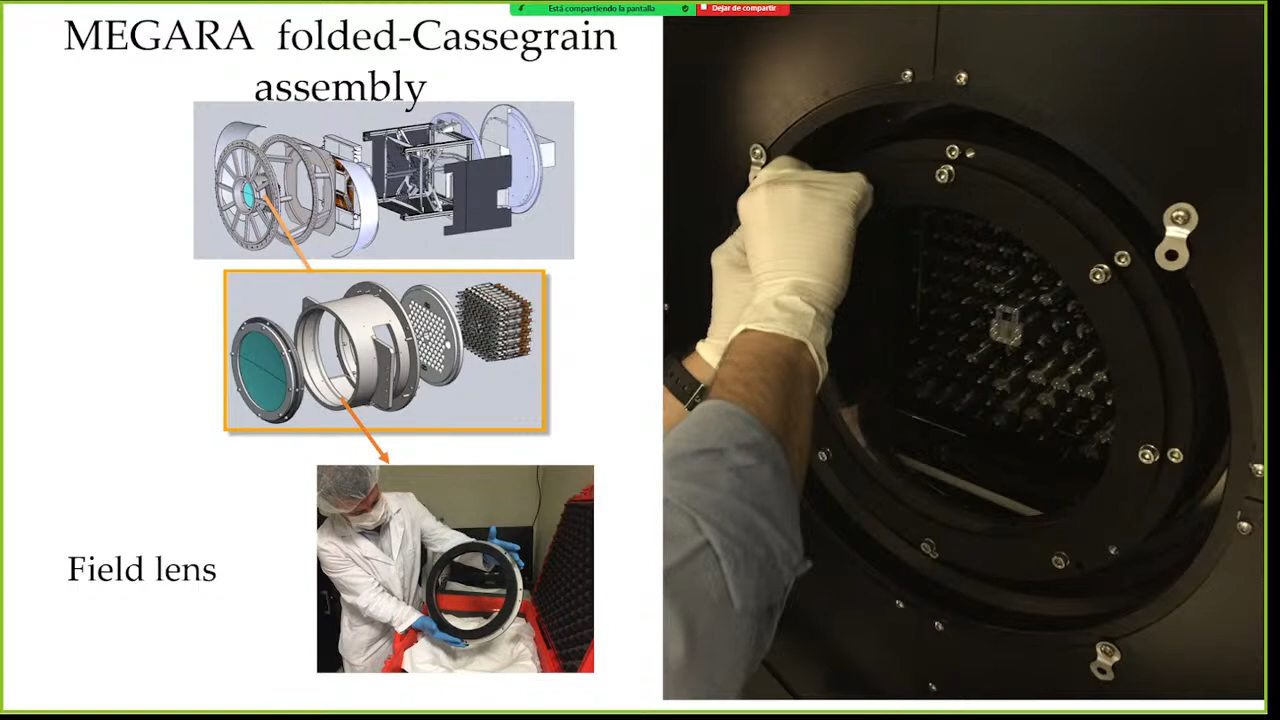 Está compartiendo la pantalla
Dejar de compartir
MEGARA folded-Cassegrain
assembly
Field lens